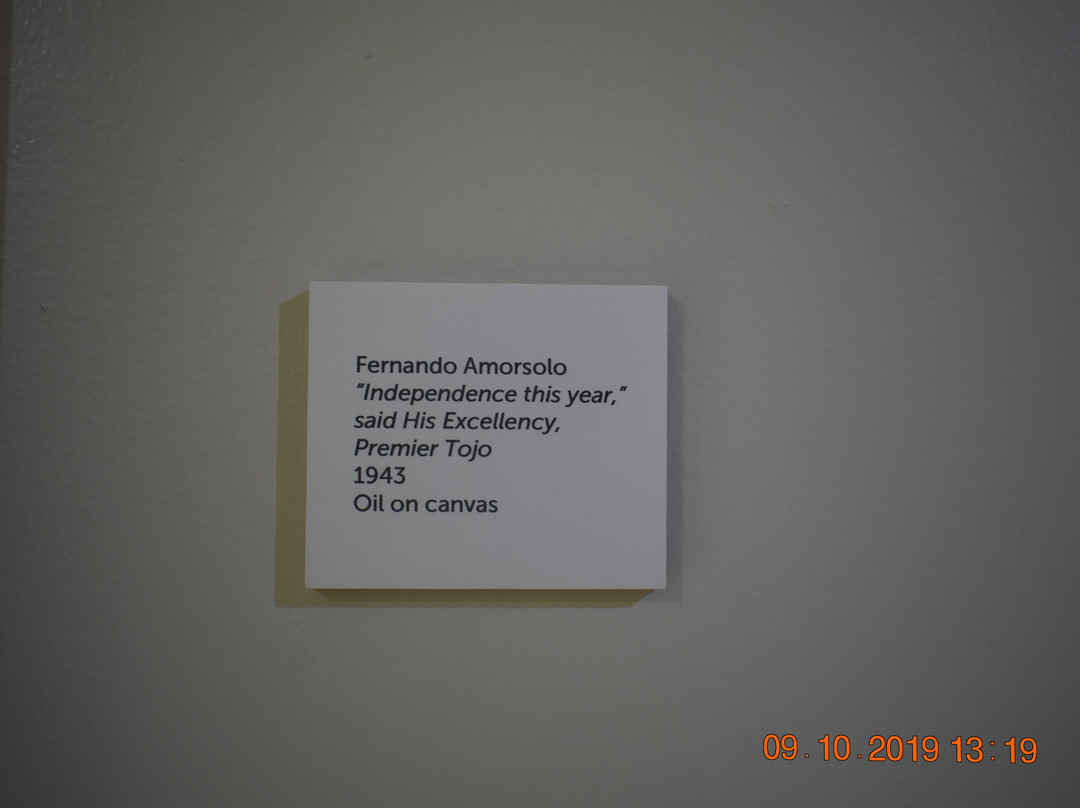 Fernando Amorsolo
“Independence this year,”
said His Excellency,
Premier Tojo
1943
Oil on canvas
09.10.2019 13:19